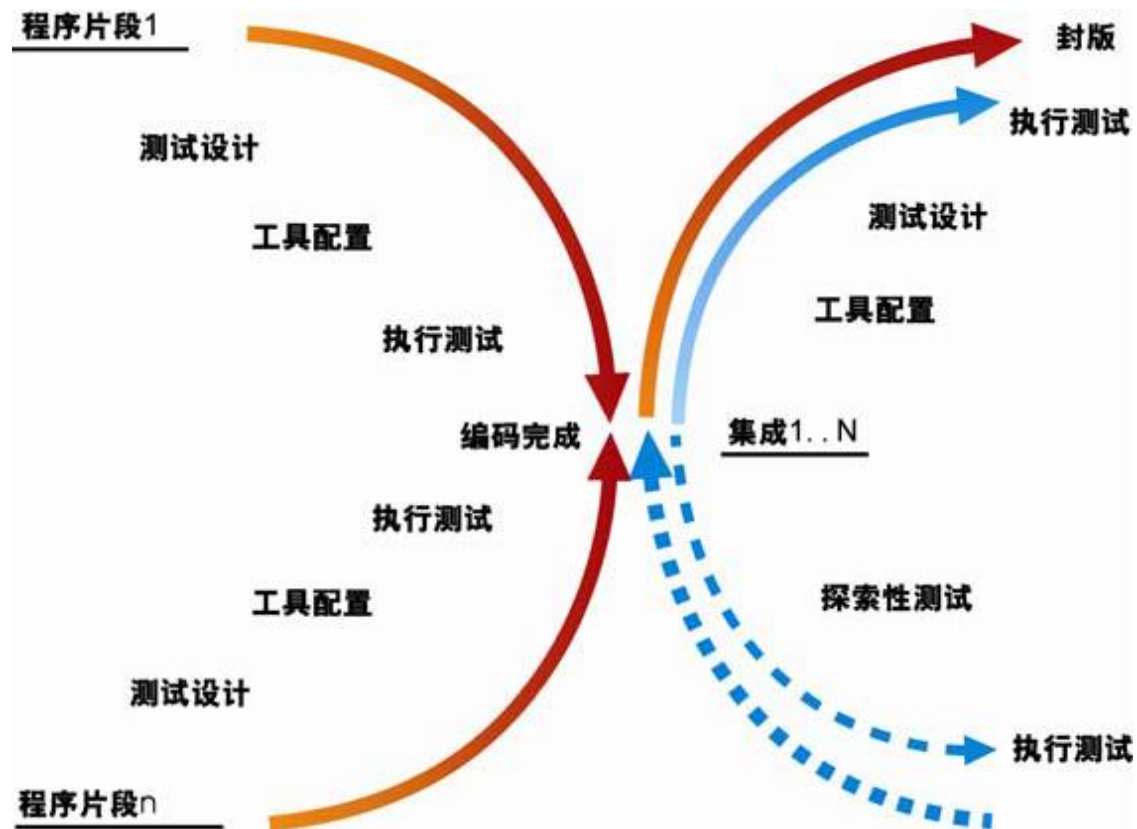 程序片段1
测试设计
工具配置
执行测试
编码完成
执行测试
工具配置
测试设计
程序片段n
封版
执行测试
测试设计
工具配置
集成1..N
探索性测试
执行测试